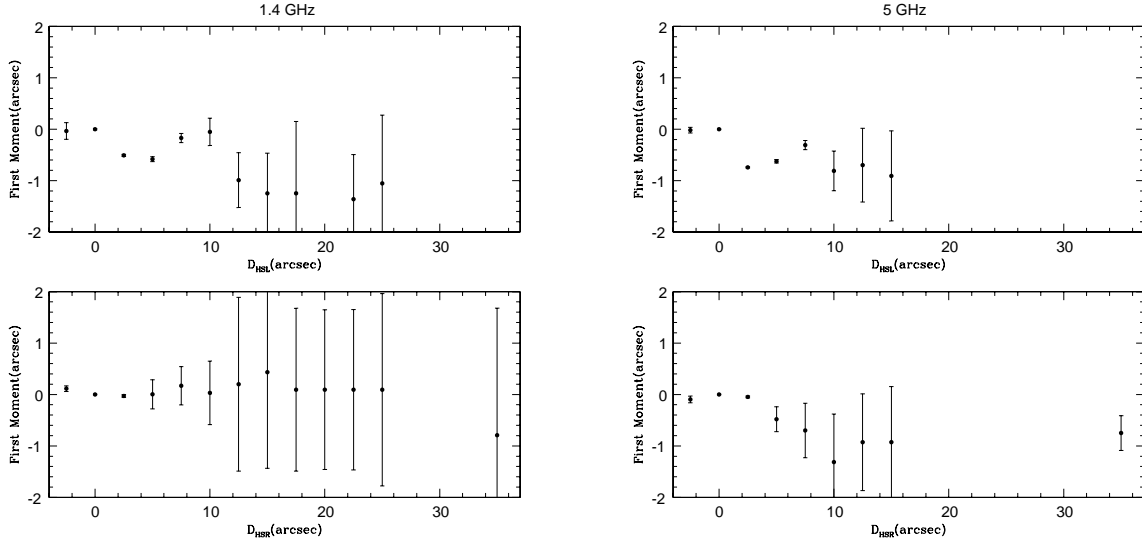 1.4 GHz
5 GHz
First Moment(arcsec)
2
1
0
-1
-2
0 10 20 30
D_HSL(arcsec)
First Moment(arcsec)
2
1
0
-1
-2
0 10 20 30
D_HSL(arcsec)
First Moment(arcsec)
2
1
0
-1
-2
0 10 20 30
D_HSR(arcsec)
First Moment(arcsec)
2
1
0
-1
-2
0 10 20 30
D_HSR(arcsec)